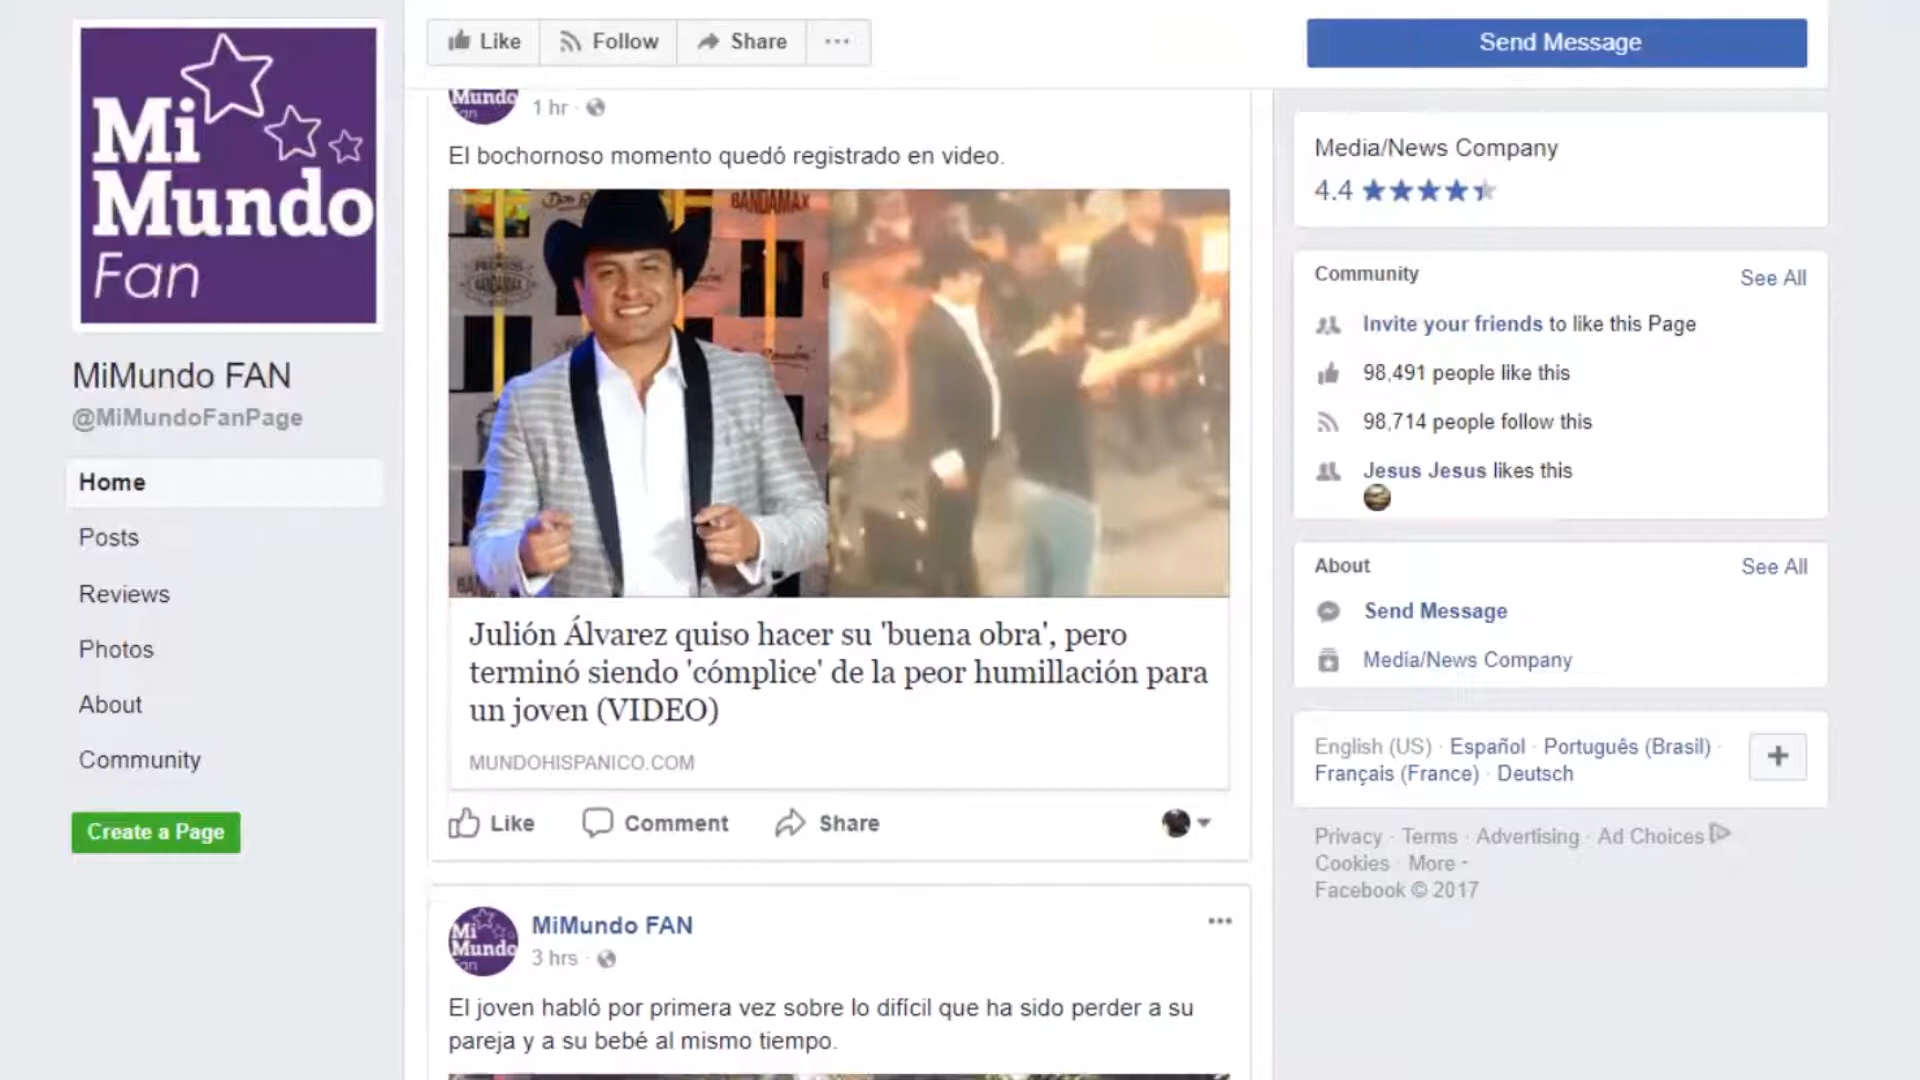 Mi
Mundo
Fan
MiMundo FAN
@MiMundoFanPage
Home
Posts
Reviews
Photos
About
Community
Create a Page
Like
Follow
Share
Send Message
Mundo
1 hr
El bochornoso momento quedó registrado en video.
BANDAMAX
Julión Álvarez quiso hacer su 'buena obra', pero
terminó siendo 'cómplice' de la peor humillación para
un joven (VIDEO)
MUNDOHISPANICO.COM
Like Comment Share
Mi
Mundo
MiMundo FAN
3 hrs
El joven habló por primera vez sobre lo difícil que ha sido perder a su
pareja y a su bebé al mismo tiempo.
Media/News Company
4.4
Community See All
Invite your friends to like this Page
98,491 people like this
98,714 people follow this
Jesus Jesus likes this
About See All
Send Message
Media/News Company
English (US) · Español · Português (Brasil) ·
Français (France) · Deutsch
Privacy · Terms · Advertising · Ad Choices
Cookies · More
Facebook © 2017